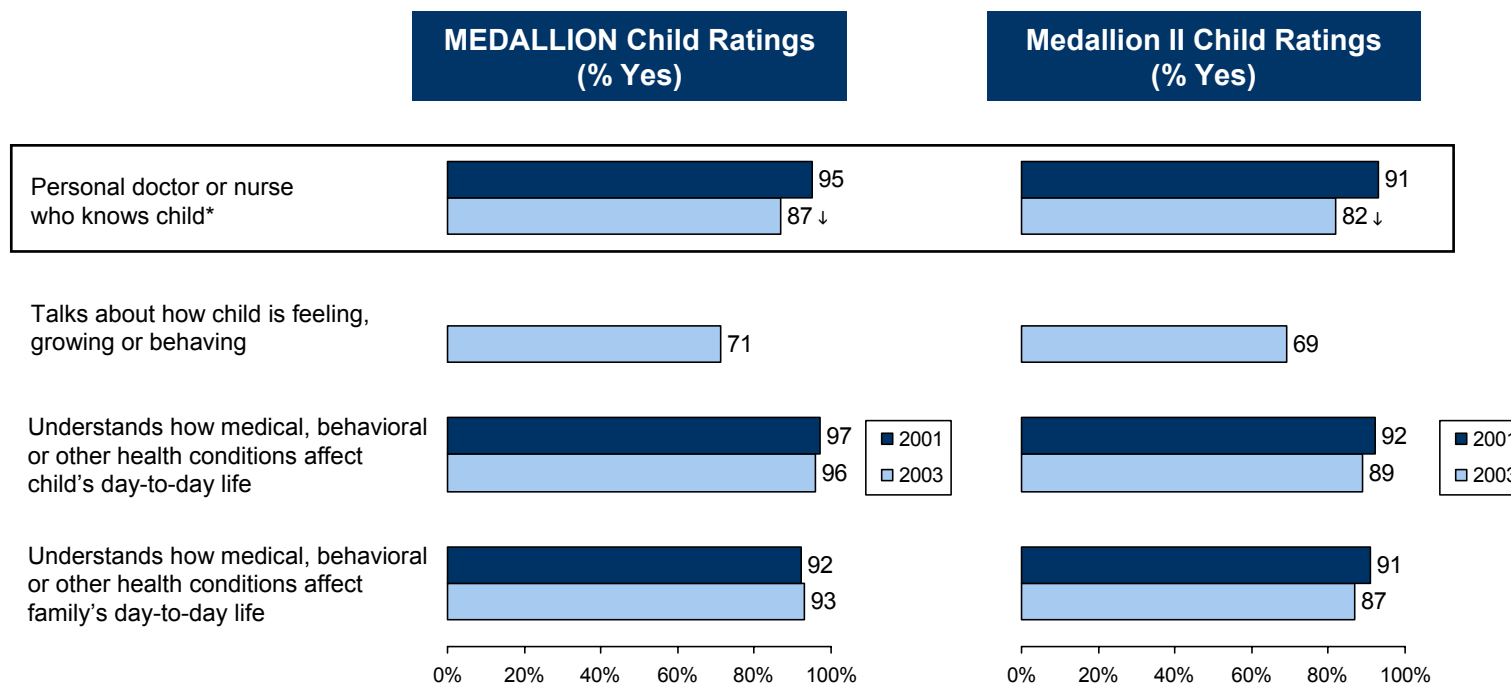 MEDALLION Child Ratings
(% Yes)
Medallion II Child Ratings
(% Yes)
Personal doctor or nurse
who knows child*
95
87 ↓
91
82 ↓
Talks about how child is feeling,
growing or behaving
71
69
Understands how medical, behavioral
or other health conditions affect
child's day-to-day life
97
96
2001
2003
92
89
2001
2003
Understands how medical, behavioral
or other health conditions affect
family's day-to-day life
92
93
91
87
0% 20% 40% 60% 80% 100%
0% 20% 40% 60% 80% 100%